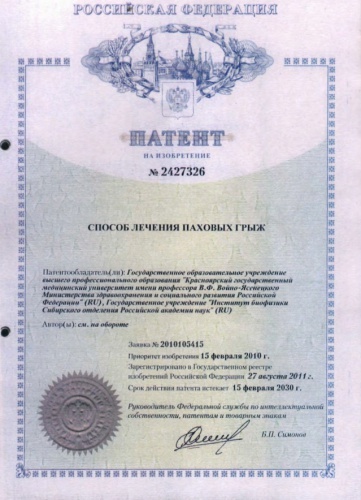 РОССИЙСКАЯ ФЕДЕРАЦИЯ
ПАТЕНТ
НА ИЗОБРЕТЕНИЕ
№ 2427326
СПОСОБ ЛЕЧЕНИЯ ПАХОВЫХ ГРЫЖ
Патентообладатель(ли): Государственное образовательное учреждение
высшего профессионального образования "Красноярский государственный
медицинский университет имени профессора В.Ф. Войно-Ясенецкого
Министерства здравоохранения и социального развития Российской
Федерации" (RU), Государственное учреждение "Институт биофизики
Сибирского отделения Российской академии наук" (RU)
Автор(ы): см. на обороте
Заявка № 2010105415
Приоритет изобретения 15 февраля 2010 г.
Зарегистрировано в Государственном реестре
изобретений Российской Федерации 27 августа 2011 г.
Срок действия патента истекает 15 февраля 2030 г.
Руководитель Федеральной службы по интеллектуальной
собственности, патентам и товарным знакам
Б.П. Симонов